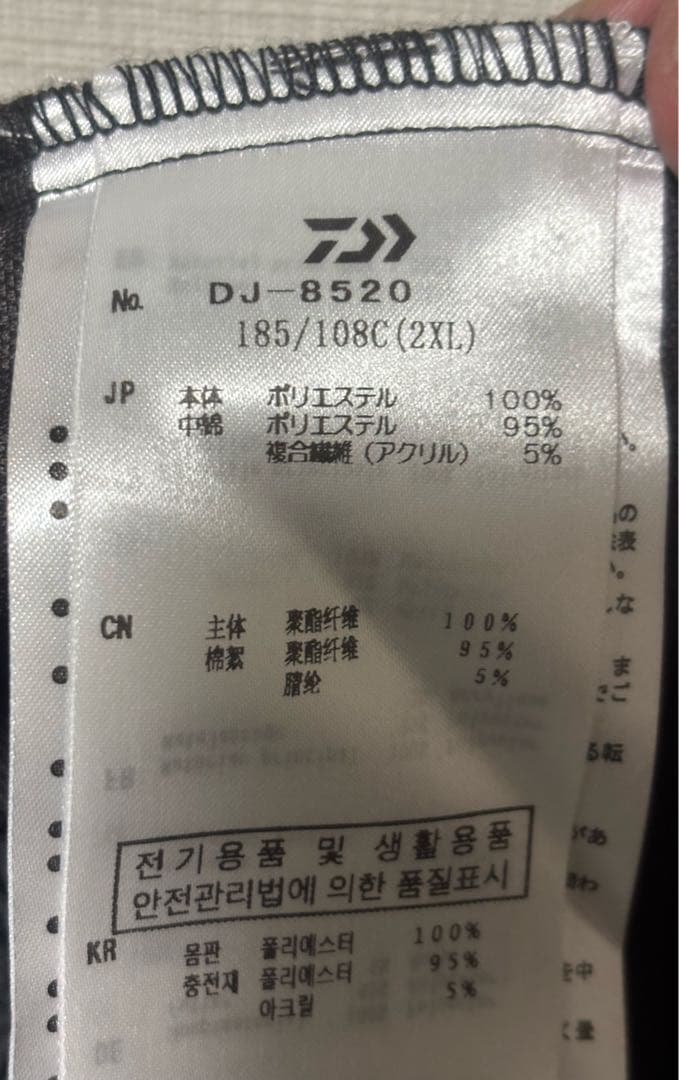 No. DJ-8520
185/108C(2XL)
JP 本体 ポリエステル 100%
中綿 ポリエステル 95%
複合繊維(アクリル) 5%
CN 主体 聚酯纤维 100%
棉絮 聚酯纤维 95%
腈纶 5%
전기용품 및 생활용품
안전관리법에 의한 품질표시
KR 몸판 폴리에스터 100%
충전재 폴리에스터 95%
아크릴 5%